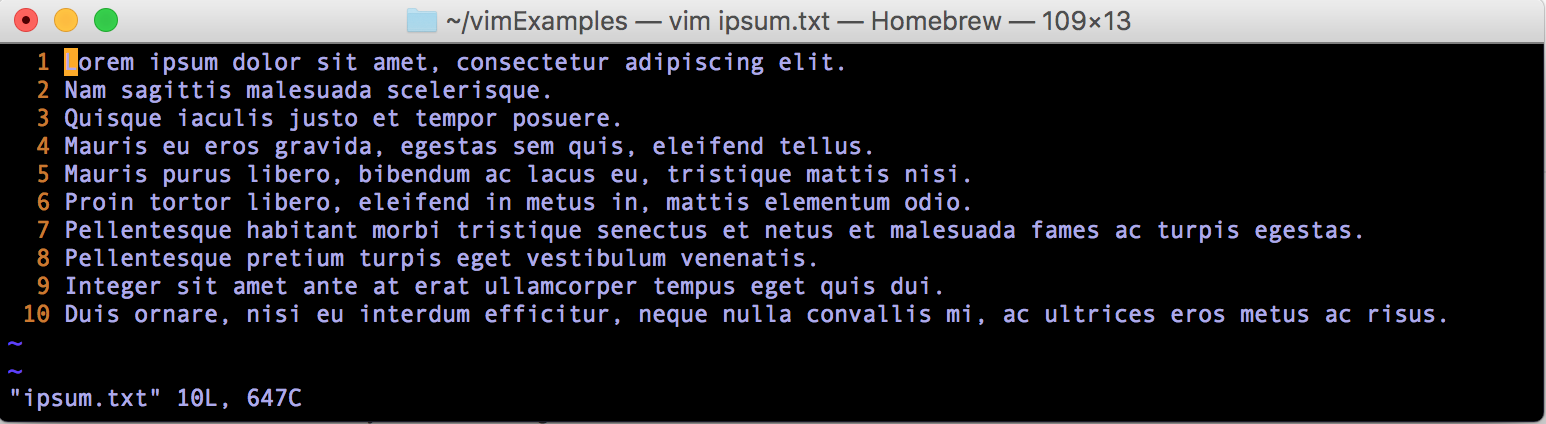 ~/vimExamples — vim ipsum.txt — Homebrew — 109×13
1 Lorem ipsum dolor sit amet, consectetur adipiscing elit.
2 Nam sagittis malesuada scelerisque.
3 Quisque iaculis justo et tempor posuere.
4 Mauris eu eros gravida, egestas sem quis, eleifend tellus.
5 Mauris purus libero, bibendum ac lacus eu, tristique mattis nisi.
6 Proin tortor libero, eleifend in metus in, mattis elementum odio.
7 Pellentesque habitant morbi tristique senectus et netus et malesuada fames ac turpis egestas.
8 Pellentesque pretium turpis eget vestibulum venenatis.
9 Integer sit amet ante at erat ullamcorper tempus eget quis dui.
10 Duis ornare, nisi eu interdum efficitur, neque nulla convallis mi, ac ultrices eros metus ac risus.
~
~
"ipsum.txt" 10L, 647C